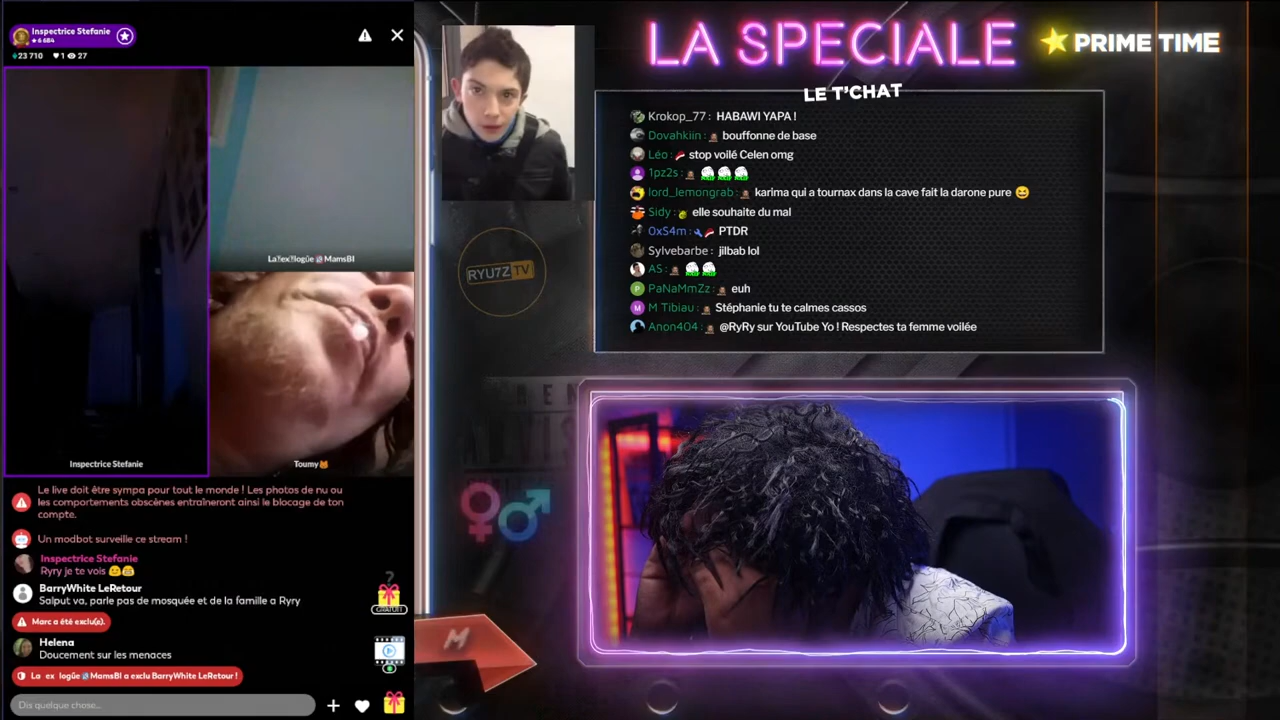 Inspectrice Stefanie
★6 684
23 710 1 27
La ex logûe MamsBl
Inspectrice Stefanie
Toumy
Le live doit être sympa pour tout le monde ! Les photos de nu ou
les comportements obscènes entraîneront ainsi le blocage de ton
compte.
Un modbot surveille ce stream !
Inspectrice Stefanie
Ryry je te vois 😬😂
BarryWhite LeRetour
Salput va, parle pas de mosquée et de la famille a Ryry
Marc a été exclu(e).
Helena
Doucement sur les menaces
La ex logûe MamsBl a exclu BarryWhite LeRetour !
Dis quelque chose...
?
GRATUIT
LA SPECIALE
PRIME TIME
LE T'CHAT
Krokop_77 : HABAWI YAPA !
Dovahkiin : bouffonne de base
Léo : stop voilé Celen omg
1pz2s :
lord_lemongrab : karima qui a tournax dans la cave fait la darone pure 😆
Sidy : elle souhaite du mal
0xS4m : PTDR
Sylvebarbe : jilbab lol
AS :
P PaNaMmZz : euh
M M Tibiau : Stéphanie tu te calmes cassos
Anon404 : @RyRy sur YouTube Yo ! Respectes ta femme voilée
RYU7Z TV
M